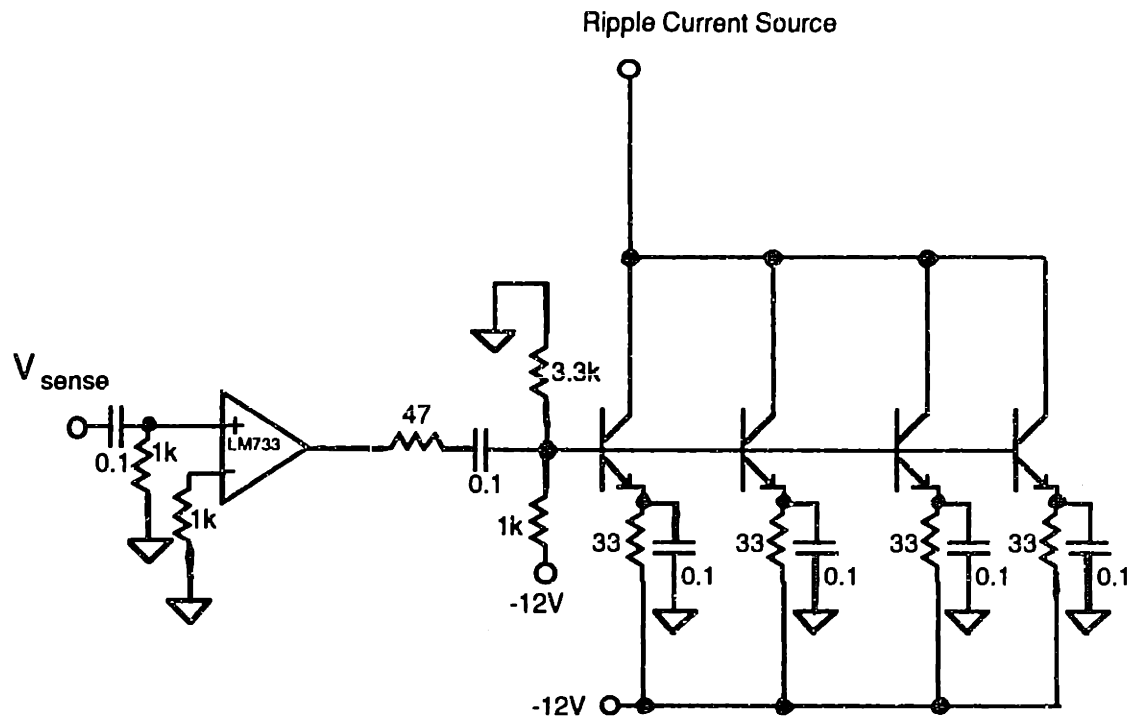 Ripple Current Source
V sense
3.3k
47
+
LM733
0.1
1k
−
1k
0.1
1k
-12V
33
0.1
33
0.1
33
0.1
33
0.1
-12V